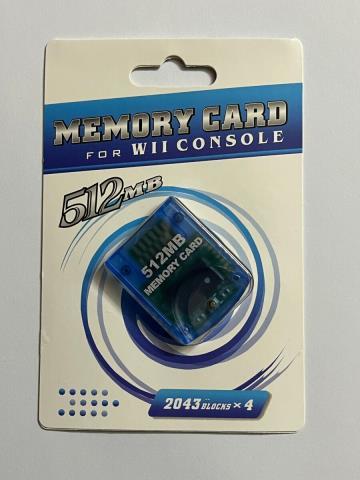 MEMORY CARD
FOR WII CONSOLE
512MB
512MB
MEMORY CARD
2043 BLOCKS × 4